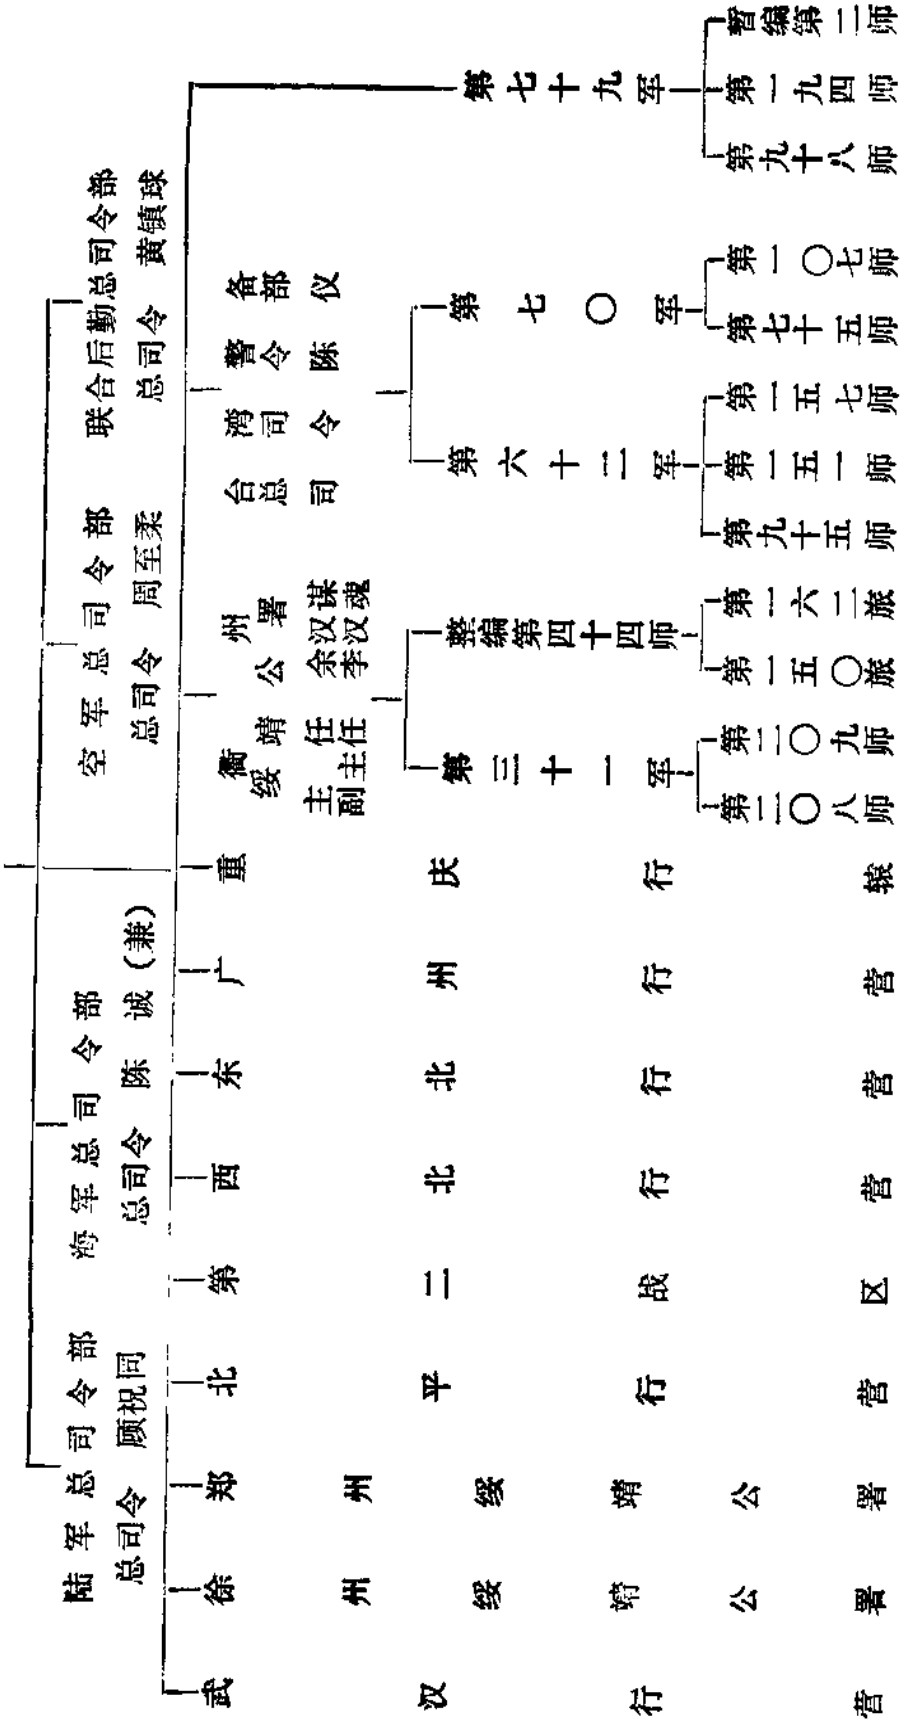 陆军总司令部
总司令 顾祝同
海军总司令部
总司令 陈诚(兼)
空军总司令部
总司令 周至柔
联合后勤总司令部
总司令 黄镇球
武汉行营
徐州绥靖公署
郑州绥靖公署
北平行营
第二战区
西北行营
东北行营
广州行营
重庆行辕
衢州
绥靖公署
主任 余汉谋
副主任 李汉魂
第三十一军
第二〇八师
第二〇九师
整编第四十四师
第一五〇旅
第一六二旅
台湾警备
总司令部
司令 陈仪
第六十二军
第九十五师
第一五一师
第一五七师
第七〇军
第七十五师
第一〇七师
第七十九军
第九十八师
第一九四师
暂编第二师